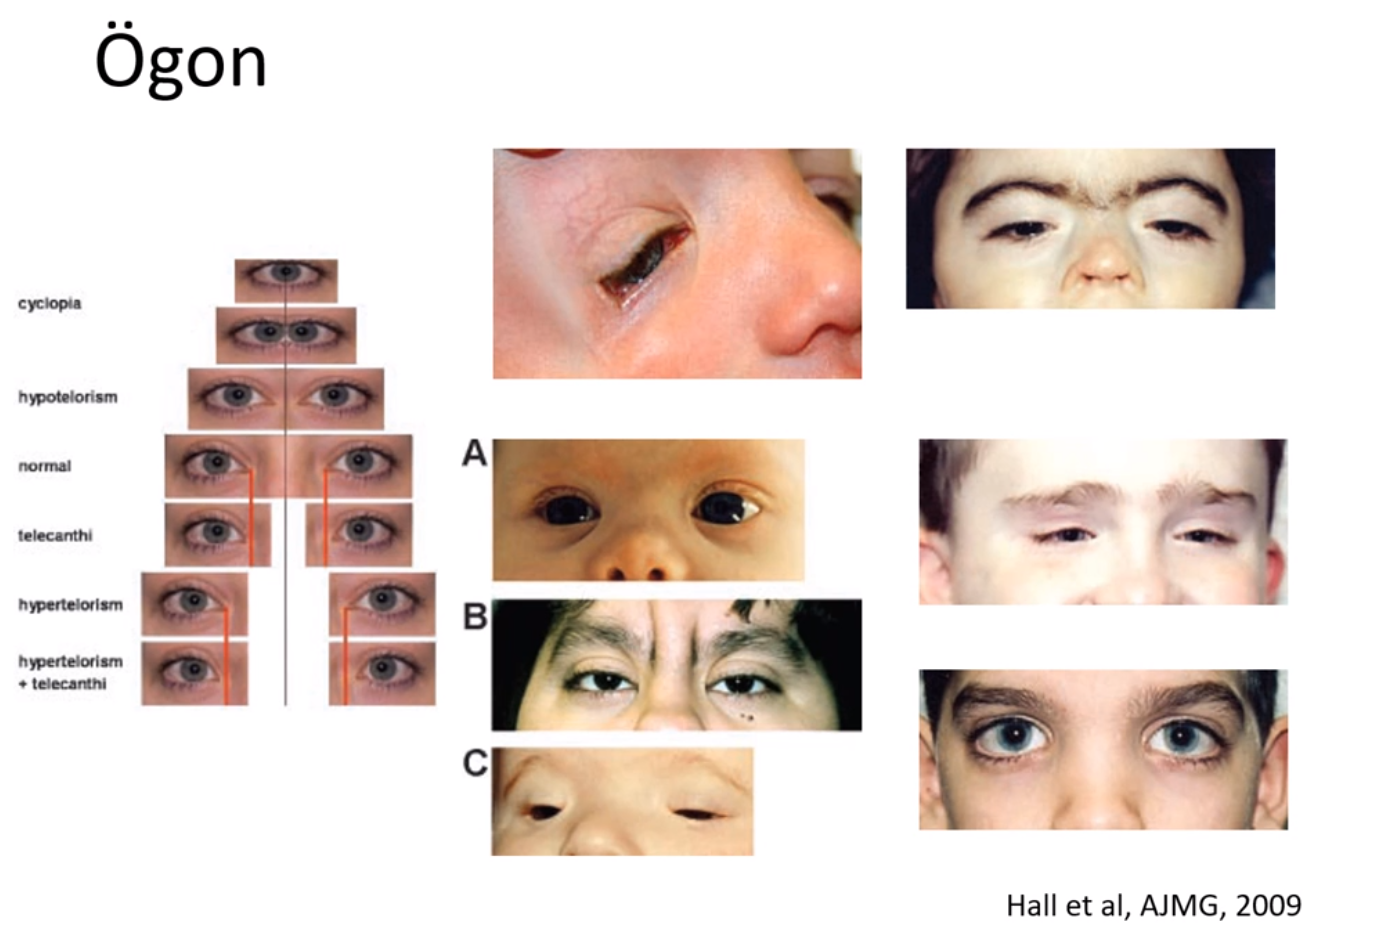 Ögon
cyclopia
hypotelorism
normal
telecanthi
hypertelorism
hypertelorism
+ telecanthi
A
B
C
Hall et al, AJMG, 2009